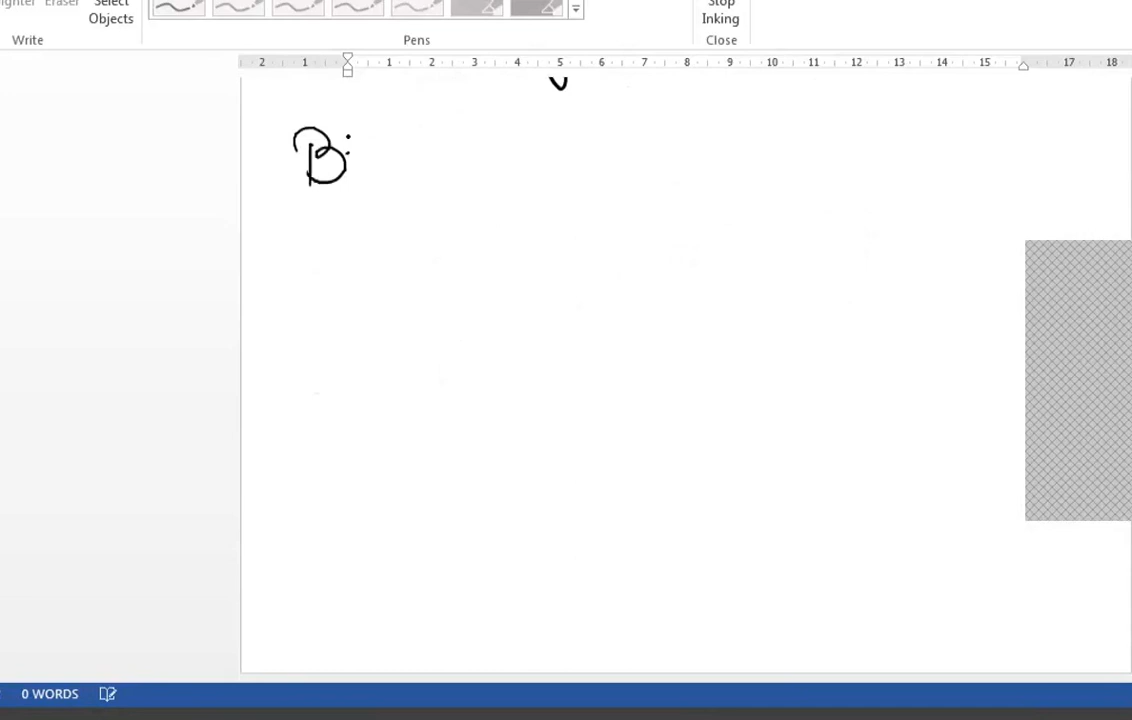 Eraser
Select
Objects
Stop
Inking
Write
Pens
Close
2 1 1 2 3 4 5 6 7 8 9 10 11 12 13 14 15 17 18
B:
0 WORDS